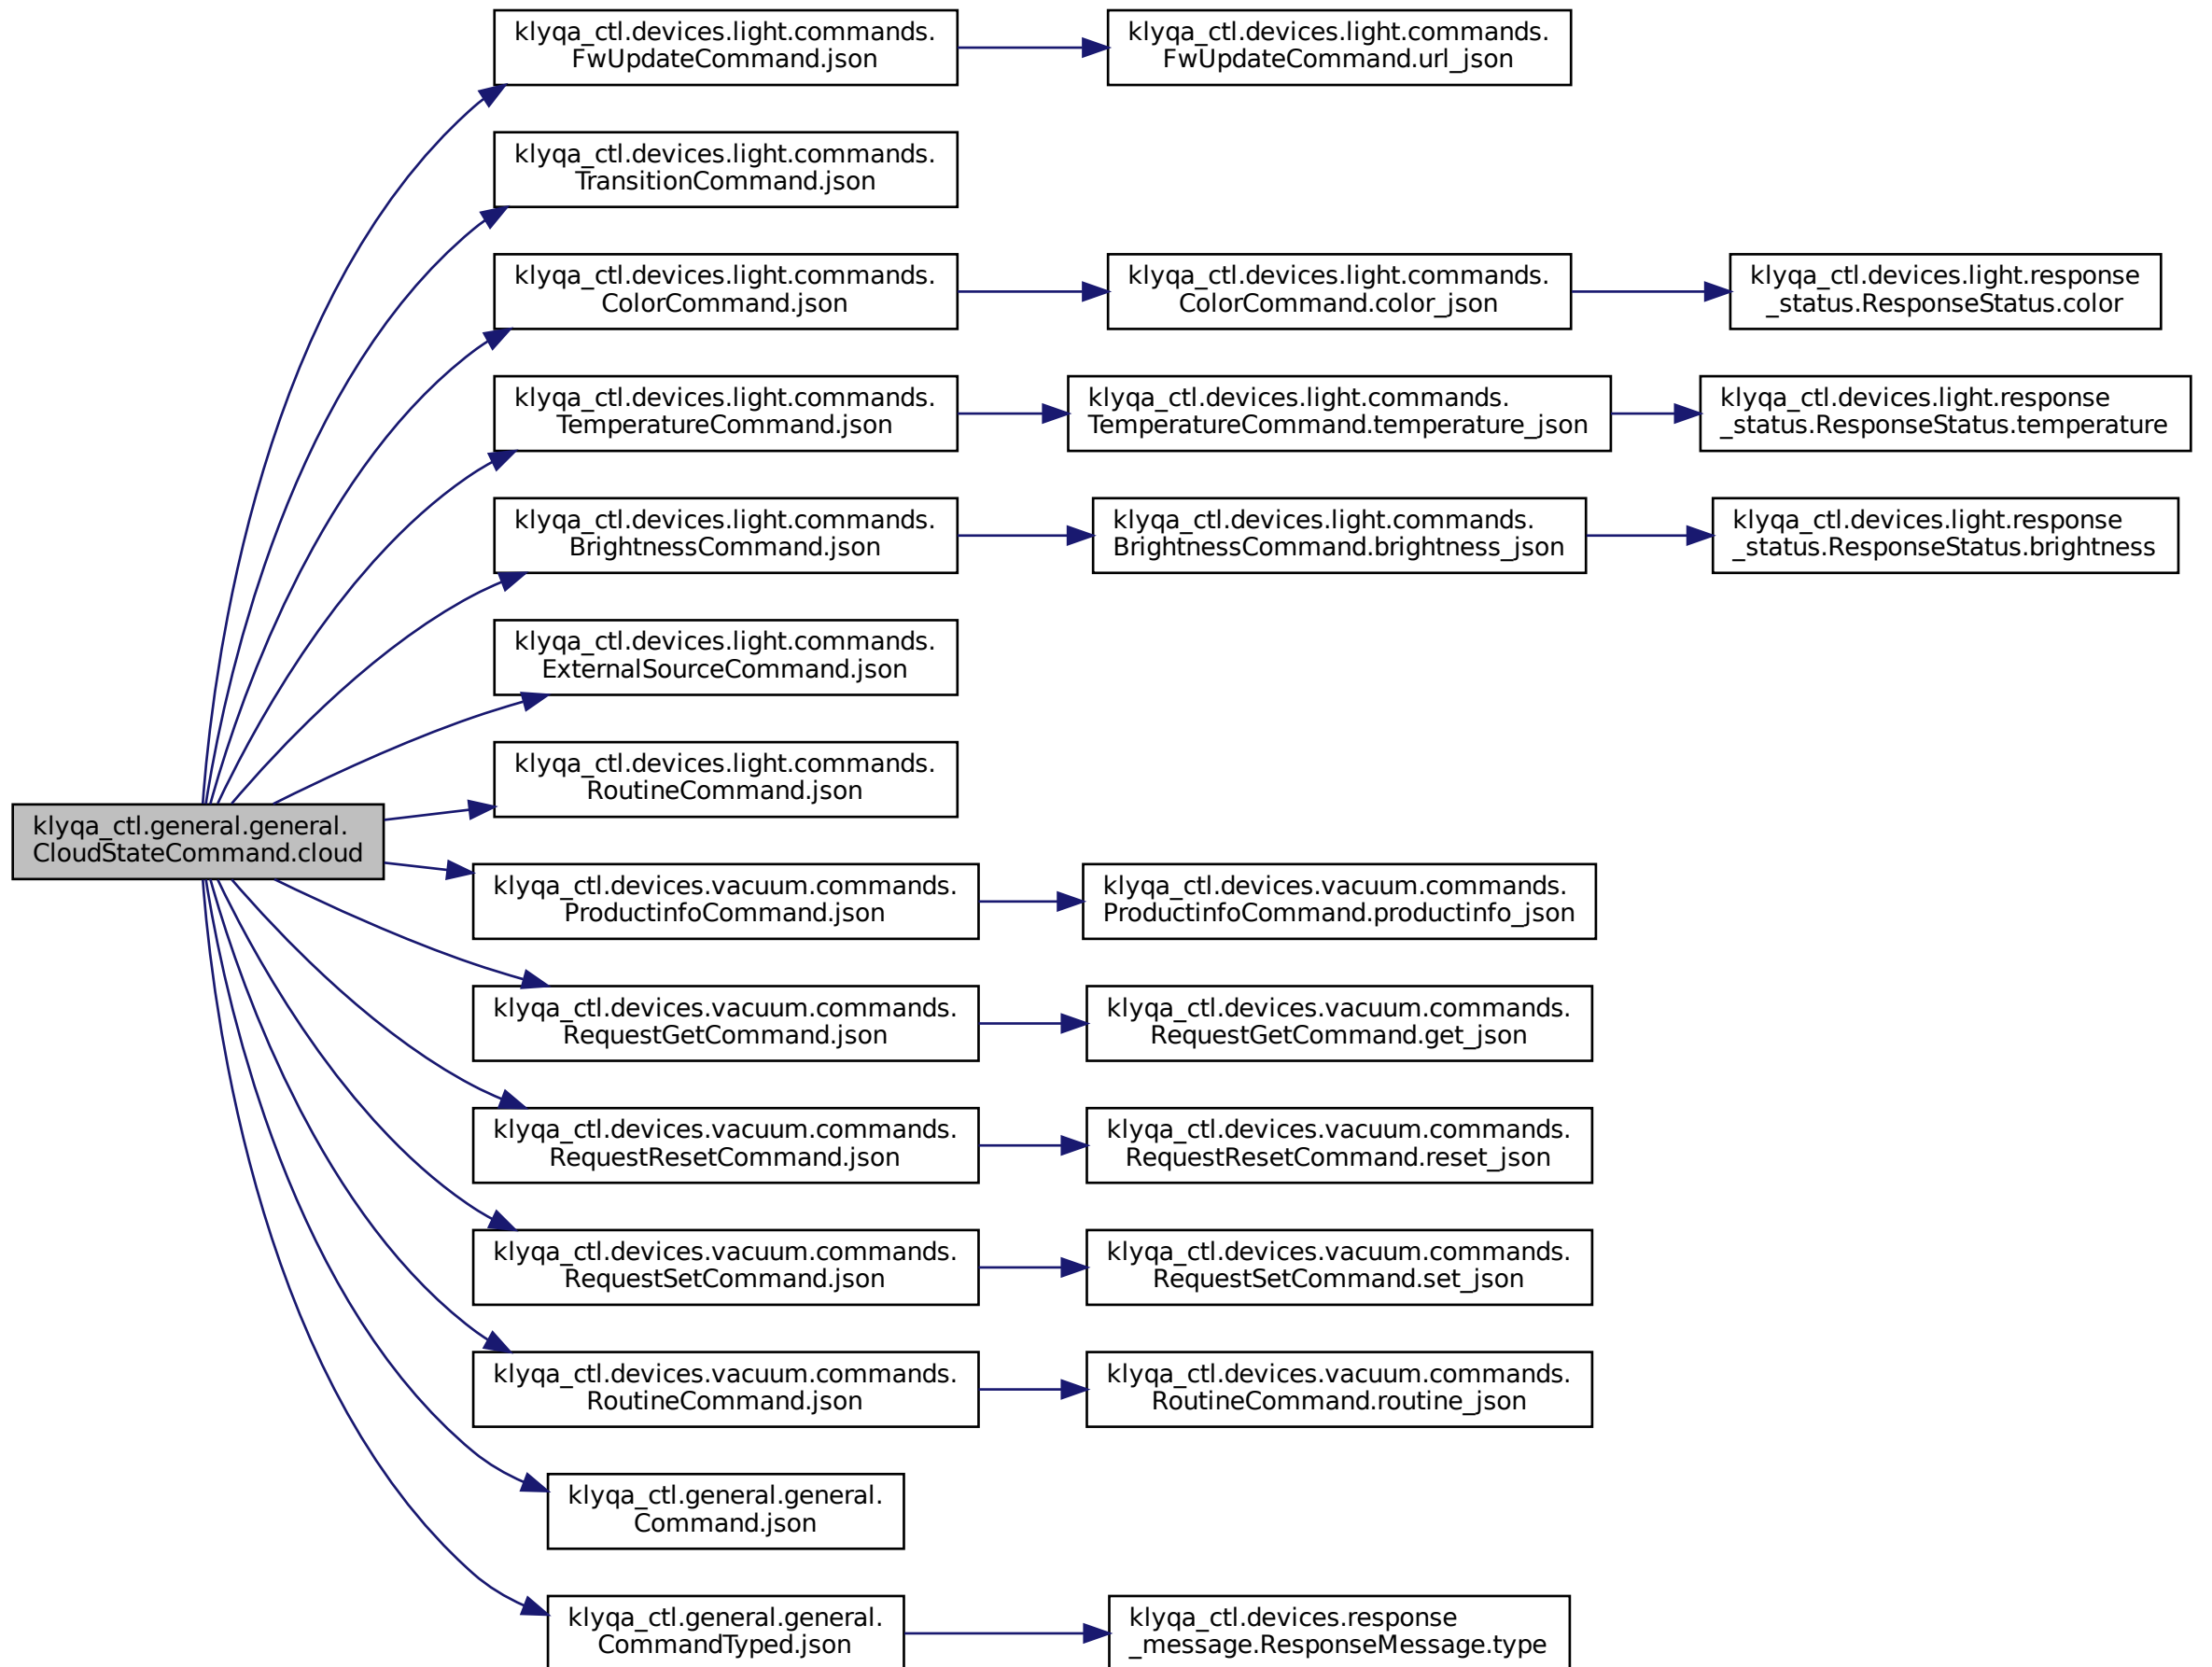 klyqa_ctl.devices.light.commands.
FwUpdateCommand.json
klyqa_ctl.devices.light.commands.
FwUpdateCommand.url_json
klyqa_ctl.devices.light.commands.
TransitionCommand.json
klyqa_ctl.devices.light.commands.
ColorCommand.json
klyqa_ctl.devices.light.commands.
ColorCommand.color_json
klyqa_ctl.devices.light.response
_status.ResponseStatus.color
klyqa_ctl.devices.light.commands.
TemperatureCommand.json
klyqa_ctl.devices.light.commands.
TemperatureCommand.temperature_json
klyqa_ctl.devices.light.response
_status.ResponseStatus.temperature
klyqa_ctl.devices.light.commands.
BrightnessCommand.json
klyqa_ctl.devices.light.commands.
BrightnessCommand.brightness_json
klyqa_ctl.devices.light.response
_status.ResponseStatus.brightness
klyqa_ctl.devices.light.commands.
ExternalSourceCommand.json
klyqa_ctl.devices.light.commands.
RoutineCommand.json
klyqa_ctl.general.general.
CloudStateCommand.cloud
klyqa_ctl.devices.vacuum.commands.
ProductinfoCommand.json
klyqa_ctl.devices.vacuum.commands.
ProductinfoCommand.productinfo_json
klyqa_ctl.devices.vacuum.commands.
RequestGetCommand.json
klyqa_ctl.devices.vacuum.commands.
RequestGetCommand.get_json
klyqa_ctl.devices.vacuum.commands.
RequestResetCommand.json
klyqa_ctl.devices.vacuum.commands.
RequestResetCommand.reset_json
klyqa_ctl.devices.vacuum.commands.
RequestSetCommand.json
klyqa_ctl.devices.vacuum.commands.
RequestSetCommand.set_json
klyqa_ctl.devices.vacuum.commands.
RoutineCommand.json
klyqa_ctl.devices.vacuum.commands.
RoutineCommand.routine_json
klyqa_ctl.general.general.
Command.json
klyqa_ctl.general.general.
CommandTyped.json
klyqa_ctl.devices.response
_message.ResponseMessage.type